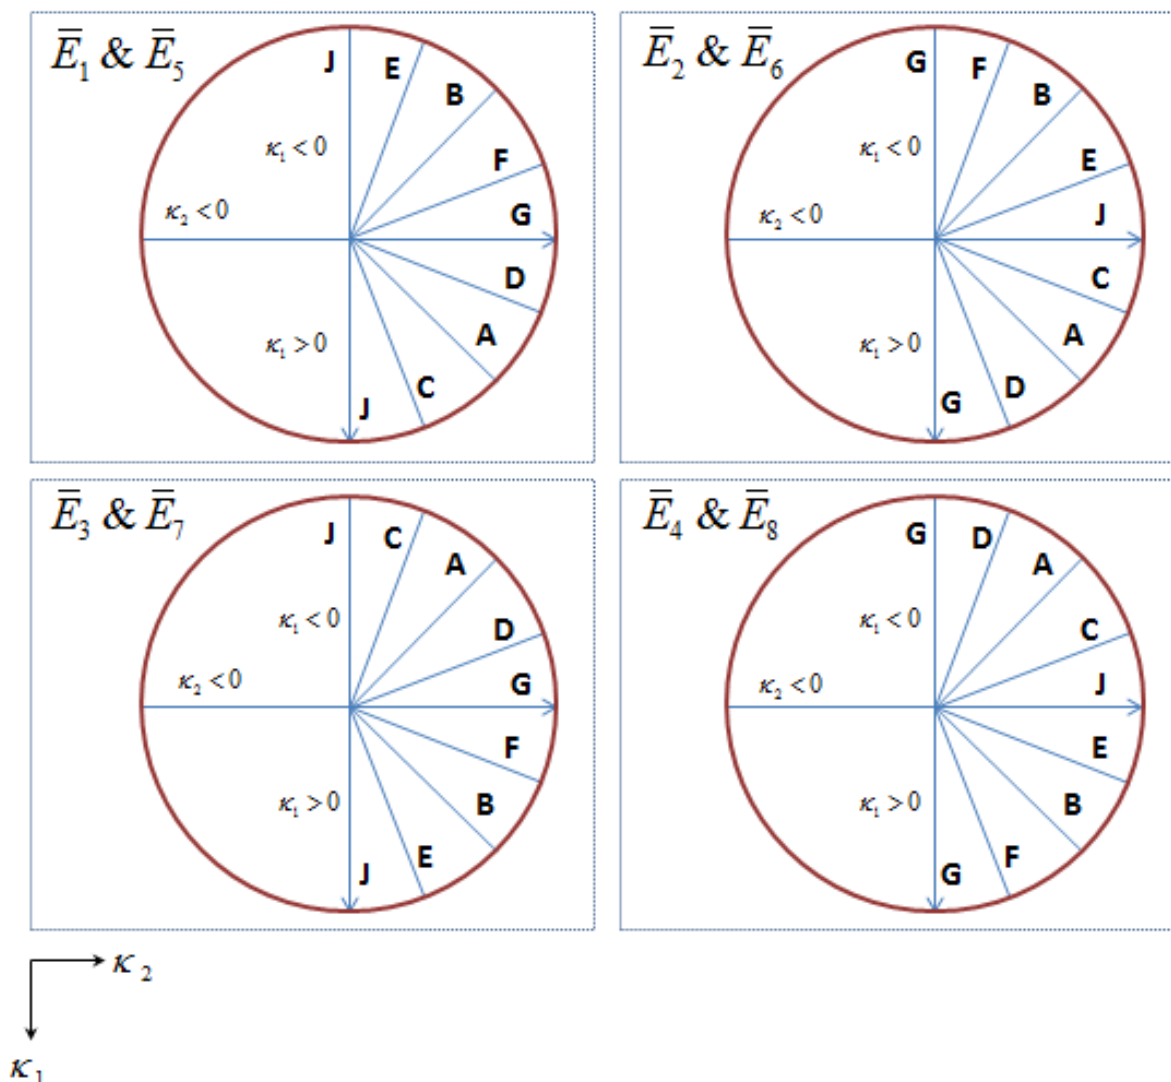 Ē₁ & Ē₅
J E B
F
κ₁ < 0
κ₂ < 0 G
D
κ₁ > 0 A
C
J
Ē₂ & Ē₆
G F B
E
κ₁ < 0
κ₂ < 0 J
C
κ₁ > 0 A
D
G
Ē₃ & Ē₇
J C A
D
κ₁ < 0
κ₂ < 0 G
F
κ₁ > 0 B
E
J
Ē₄ & Ē₈
G D A
C
κ₁ < 0
κ₂ < 0 J
E
κ₁ > 0 B
F
G
κ₂
κ₁